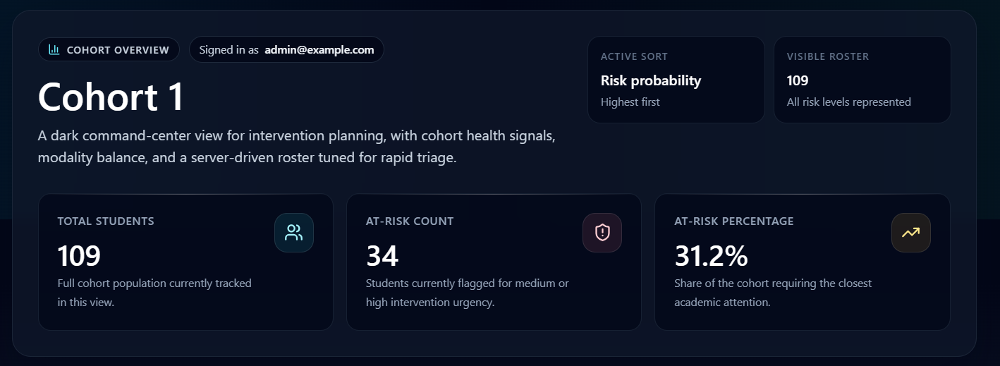 COHORT OVERVIEW
Signed in as admin@example.com
Cohort 1
A dark command-center view for intervention planning, with cohort health signals,
modality balance, and a server-driven roster tuned for rapid triage.
ACTIVE SORT
Risk probability
Highest first
VISIBLE ROSTER
109
All risk levels represented
TOTAL STUDENTS
109
Full cohort population currently tracked
in this view.
AT-RISK COUNT
34
Students currently flagged for medium or
high intervention urgency.
AT-RISK PERCENTAGE
31.2%
Share of the cohort requiring the closest
academic attention.